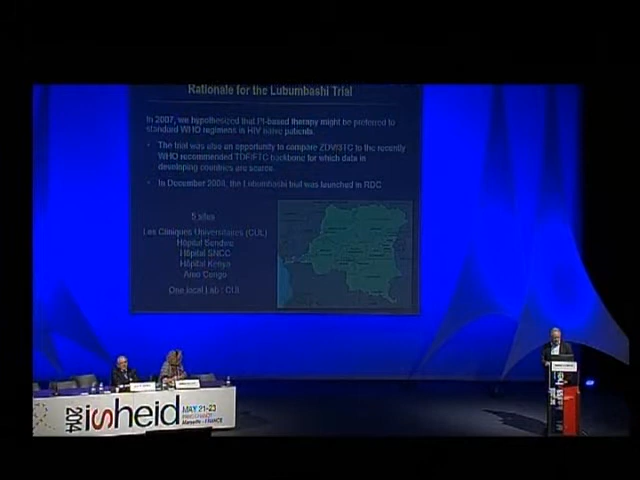 Rationale for the Lubumbashi Trial
In 2007, we hypothesized that PI-based therapy might be preferred to
standard WHO regimens in HIV naive patients.
• The trial was also an opportunity to compare ZDV/3TC to the recently
WHO recommended TDF/FTC backbone for which data in
developing countries are scarce.
• In December 2008, the Lubumbashi trial was launched in RDC
5 sites
Les Cliniques Universitaires (CUL)
Hôpital Sendwe
Hôpital SNCC
Hôpital Kenya
Amo Congo
One local Lab : CUL
2014
isheid
MAY 21-23
Marseille - FRANCE